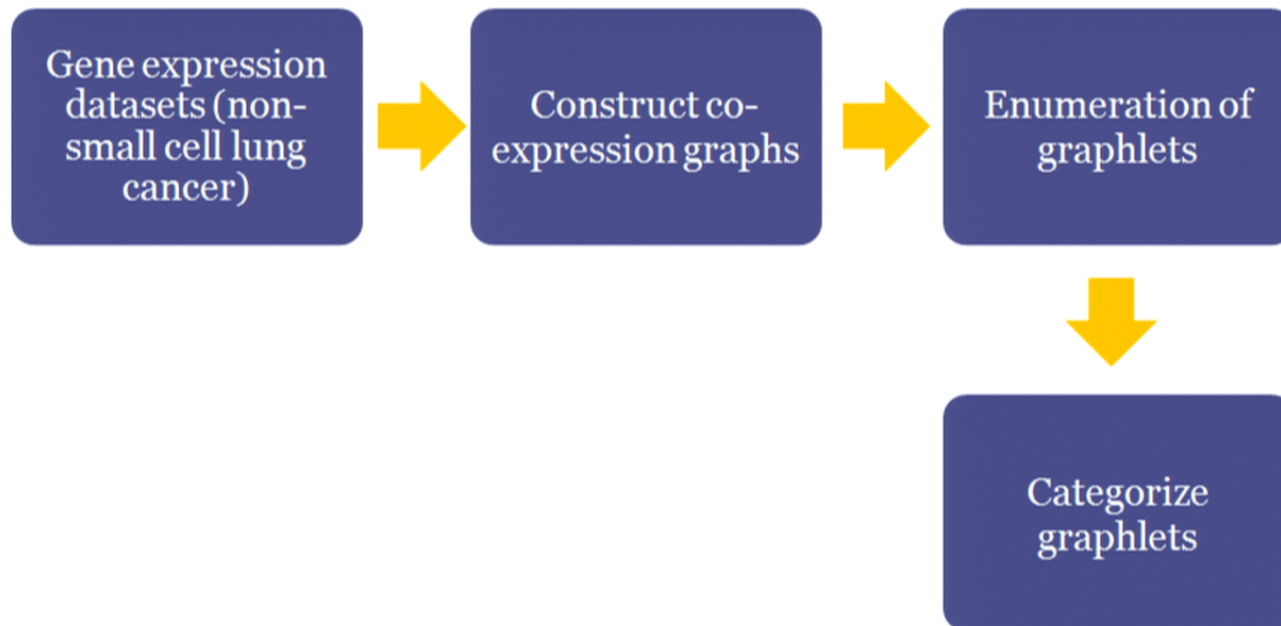 Gene expression
datasets (non-
small cell lung
cancer)
Construct co-
expression graphs
Enumeration of
graphlets
Categorize
graphlets